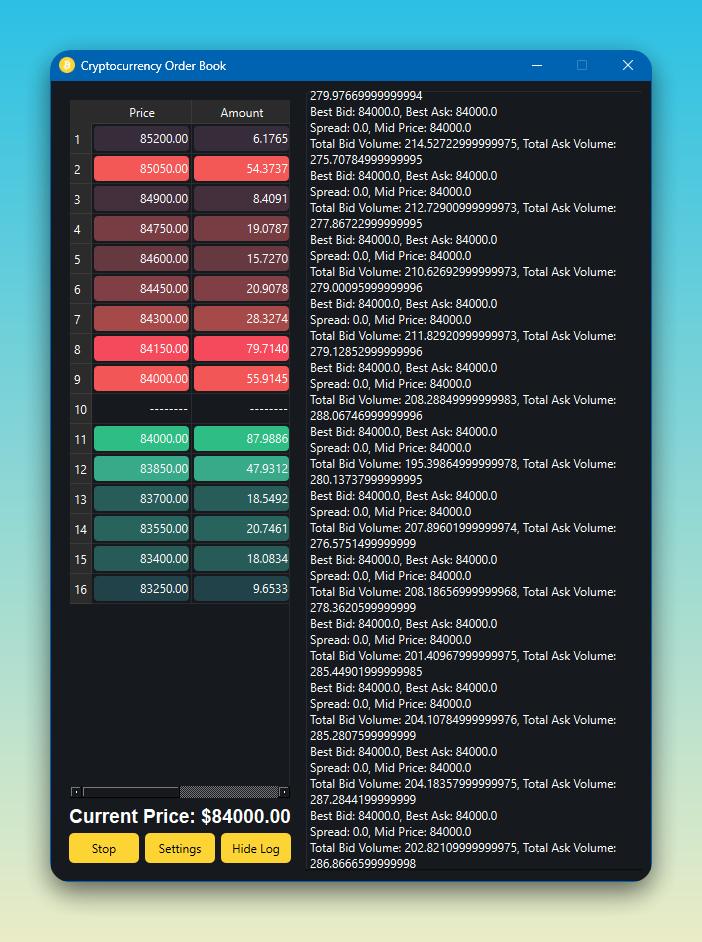 Cryptocurrency Order Book
Price Amount
1 85200.00 6.1765
2 85050.00 54.3737
3 84900.00 8.4091
4 84750.00 19.0787
5 84600.00 15.7270
6 84450.00 20.9078
7 84300.00 28.3274
8 84150.00 79.7140
9 84000.00 55.9145
10 -------- --------
11 84000.00 87.9886
12 83850.00 47.9312
13 83700.00 18.5492
14 83550.00 20.7461
15 83400.00 18.0834
16 83250.00 9.6533
Current Price: $84000.00
Stop Settings Hide Log
279.97669999999994
Best Bid: 84000.0, Best Ask: 84000.0
Spread: 0.0, Mid Price: 84000.0
Total Bid Volume: 214.52722999999975, Total Ask Volume:
275.70784999999995
Best Bid: 84000.0, Best Ask: 84000.0
Spread: 0.0, Mid Price: 84000.0
Total Bid Volume: 212.72900999999973, Total Ask Volume:
277.86722999999995
Best Bid: 84000.0, Best Ask: 84000.0
Spread: 0.0, Mid Price: 84000.0
Total Bid Volume: 210.62692999999973, Total Ask Volume:
279.00095999999996
Best Bid: 84000.0, Best Ask: 84000.0
Spread: 0.0, Mid Price: 84000.0
Total Bid Volume: 211.82920999999973, Total Ask Volume:
279.12852999999996
Best Bid: 84000.0, Best Ask: 84000.0
Spread: 0.0, Mid Price: 84000.0
Total Bid Volume: 208.28849999999983, Total Ask Volume:
288.06746999999996
Best Bid: 84000.0, Best Ask: 84000.0
Spread: 0.0, Mid Price: 84000.0
Total Bid Volume: 195.39864999999978, Total Ask Volume:
280.13737999999995
Best Bid: 84000.0, Best Ask: 84000.0
Spread: 0.0, Mid Price: 84000.0
Total Bid Volume: 207.89601999999974, Total Ask Volume:
276.5751499999999
Best Bid: 84000.0, Best Ask: 84000.0
Spread: 0.0, Mid Price: 84000.0
Total Bid Volume: 208.18656999999968, Total Ask Volume:
278.3620599999999
Best Bid: 84000.0, Best Ask: 84000.0
Spread: 0.0, Mid Price: 84000.0
Total Bid Volume: 201.40967999999975, Total Ask Volume:
285.44901999999985
Best Bid: 84000.0, Best Ask: 84000.0
Spread: 0.0, Mid Price: 84000.0
Total Bid Volume: 204.10784999999976, Total Ask Volume:
285.2807599999999
Best Bid: 84000.0, Best Ask: 84000.0
Spread: 0.0, Mid Price: 84000.0
Total Bid Volume: 204.18357999999975, Total Ask Volume:
287.2844199999999
Best Bid: 84000.0, Best Ask: 84000.0
Spread: 0.0, Mid Price: 84000.0
Total Bid Volume: 202.82109999999975, Total Ask Volume:
286.8666599999998